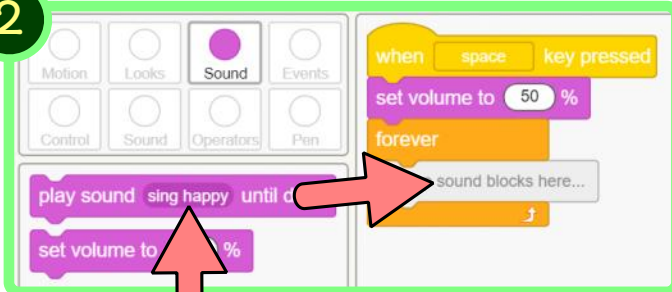 2
Motion Looks Sound Events
Control Sound Operators Pen
play sound sing happy until d
set volume to %
when space key pressed
set volume to 50 %
forever
sound blocks here...